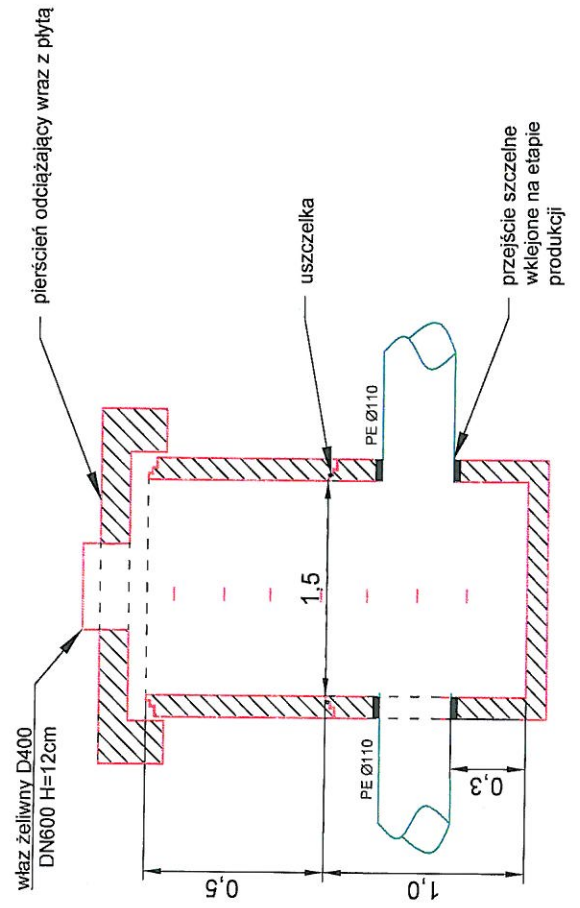 właz żeliwny D400
DN600 H=12cm
pierścień odciążający wraz z płytą
uszczelka
przejście szczelne
wklejone na etapie
produkcji
PE Ø110
PE Ø110
1,5
0,5
1,0
0,3